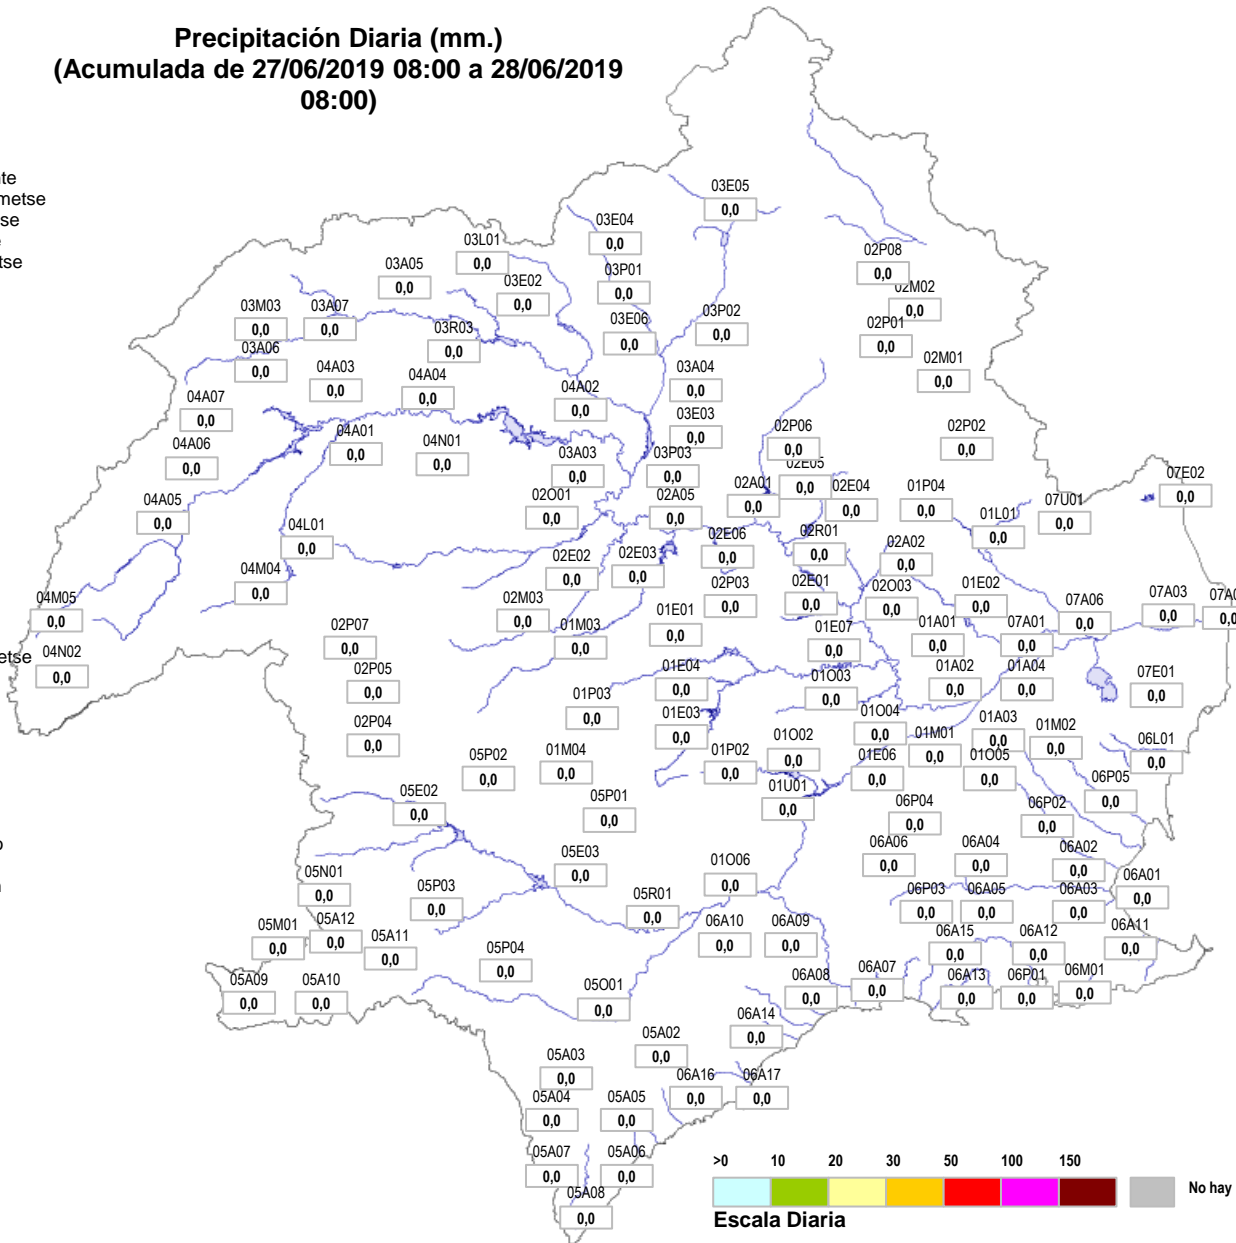 Precipitación Diaria (mm.)
(Acumulada de 27/06/2019 08:00 a 28/06/2019
08:00)
03E05
0,0
03E04
0,0
03L01
0,0
02P08
0,0
03A05
0,0
03P01
0,0
03E02
0,0
02M02
0,0
03M03
0,0
03A07
0,0
03R03
0,0
03E06
0,0
03P02
0,0
02P01
0,0
03A06
0,0
04A03
0,0
04A04
0,0
03A04
0,0
02M01
0,0
04A07
0,0
04A02
0,0
03E03
0,0
04A01
0,0
02P06
0,0
02P02
0,0
04A06
0,0
04N01
0,0
03A03
0,0
03P03
0,0
02E05
0,0
07E02
0,0
04A05
0,0
02O01
0,0
02A05
0,0
02A01
0,0
02E04
0,0
01P04
0,0
07U01
0,0
01L01
0,0
04L01
0,0
02E02
0,0
02E03
0,0
02E06
0,0
02R01
0,0
02A02
0,0
04M04
0,0
04M05
0,0
02M03
0,0
01E01
0,0
02P03
0,0
02E01
0,0
02O03
0,0
01E02
0,0
07A06
0,0
07A03
0,0
07A0
0,0
02P07
0,0
01M03
0,0
01E07
0,0
01A01
0,0
07A01
0,0
etse
04N02
0,0
02P05
0,0
01P03
0,0
01E04
0,0
01O03
0,0
01A02
0,0
01A04
0,0
07E01
0,0
02P04
0,0
01E03
0,0
01O04
0,0
01M01
0,0
01A03
0,0
01M02
0,0
06L01
0,0
05P02
0,0
01M04
0,0
01P02
0,0
01O02
0,0
01E06
0,0
01O05
0,0
05E02
0,0
05P01
0,0
01U01
0,0
06P04
0,0
06P02
0,0
06P05
0,0
05E03
0,0
01O06
0,0
06A06
0,0
06A04
0,0
06A02
0,0
05N01
0,0
05P03
0,0
05R01
0,0
06P03
0,0
06A05
0,0
06A03
0,0
06A01
0,0
05M01
0,0
05A12
0,0
05A11
0,0
05P04
0,0
06A10
0,0
06A09
0,0
06A15
0,0
06A12
0,0
06A11
0,0
05A09
0,0
05A10
0,0
05O01
0,0
06A08
0,0
06A07
0,0
06A13
0,0
06P01
0,0
06M01
0,0
05A02
0,0
06A14
0,0
05A03
0,0
06A16
0,0
06A17
0,0
05A04
0,0
05A05
0,0
05A07
0,0
05A06
0,0
05A08
0,0
>0 10 20 30 50 100 150
No hay
Escala Diaria